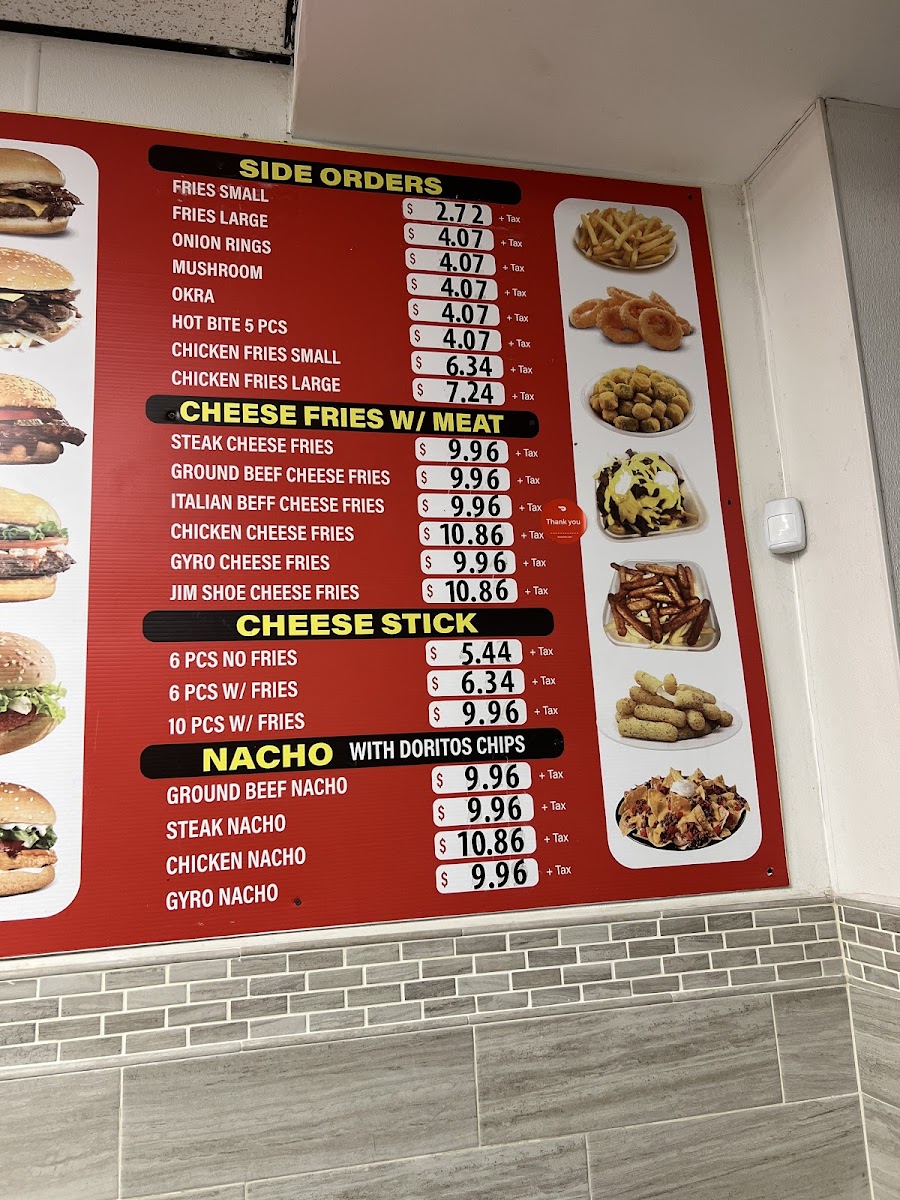 SIDE ORDERS
FRIES SMALL $ 2.72 + Tax
FRIES LARGE $ 4.07 + Tax
ONION RINGS $ 4.07 + Tax
MUSHROOM $ 4.07 + Tax
OKRA $ 4.07 + Tax
HOT BITE 5 PCS $ 4.07 + Tax
CHICKEN FRIES SMALL $ 6.34 + Tax
CHICKEN FRIES LARGE $ 7.24 + Tax
CHEESE FRIES W/ MEAT
STEAK CHEESE FRIES $ 9.96 + Tax
GROUND BEEF CHEESE FRIES $ 9.96 + Tax
ITALIAN BEFF CHEESE FRIES $ 9.96 + Tax
CHICKEN CHEESE FRIES $ 10.86 + Tax
GYRO CHEESE FRIES $ 9.96 + Tax
JIM SHOE CHEESE FRIES $ 10.86 + Tax
Thank you
CHEESE STICK
6 PCS NO FRIES $ 5.44 + Tax
6 PCS W/ FRIES $ 6.34 + Tax
10 PCS W/ FRIES $ 9.96 + Tax
NACHO WITH DORITOS CHIPS
GROUND BEEF NACHO $ 9.96 + Tax
STEAK NACHO $ 9.96 + Tax
CHICKEN NACHO $ 10.86 + Tax
GYRO NACHO $ 9.96 + Tax